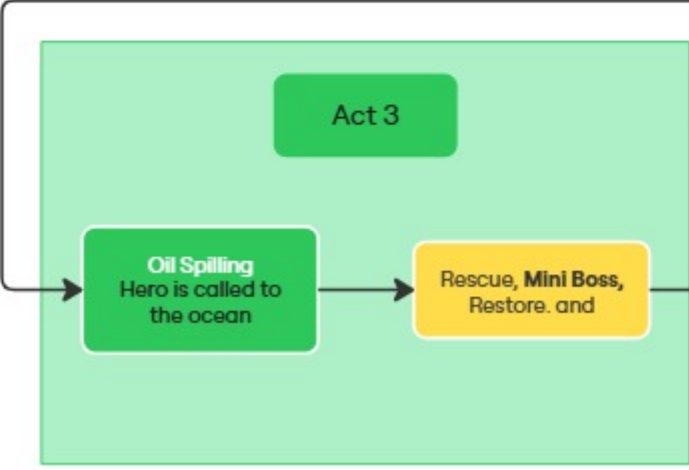 Act 3
Oil Spilling
Hero is called to
the ocean
Rescue, Mini Boss,
Restore. and